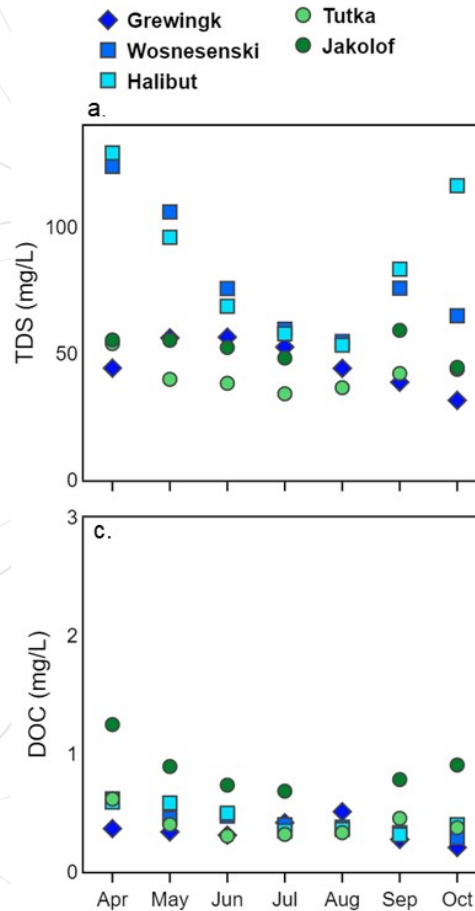 Grewingk
Wosnesenski
Halibut
Tutka
Jakolof
a.
100
50
0
TDS (mg/L)
c.
3
2
1
0
DOC (mg/L)
Apr May Jun Jul Aug Sep Oct